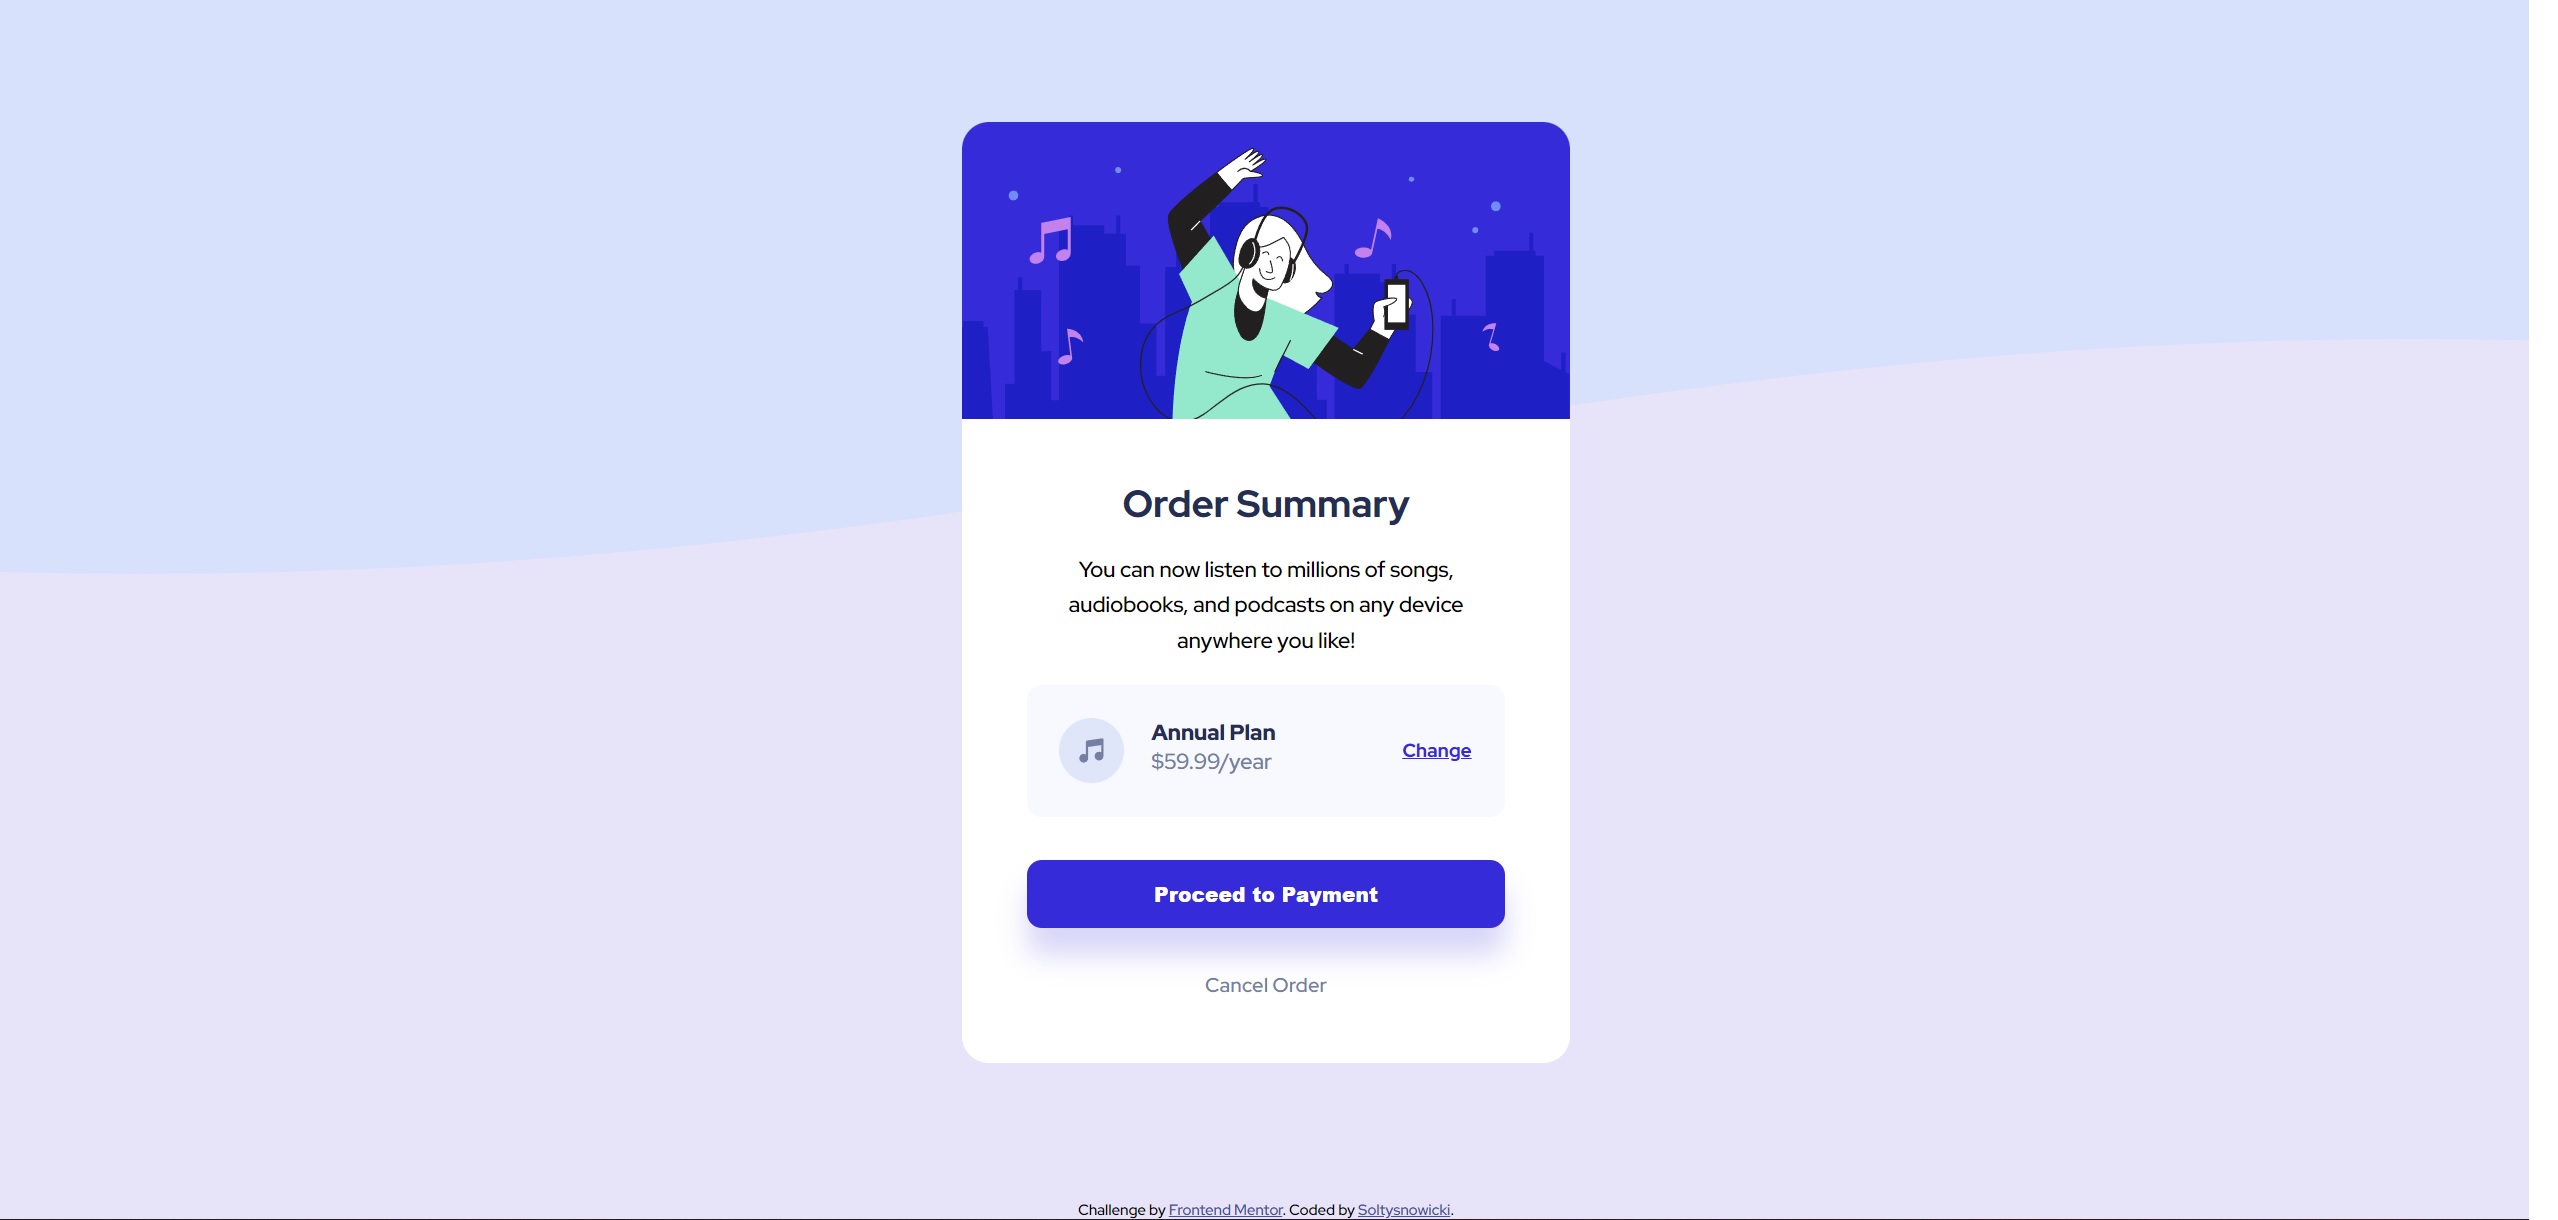 Order Summary
You can now listen to millions of songs,
audiobooks, and podcasts on any device
anywhere you like!
Annual Plan
$59.99/year
Change
Proceed to Payment
Cancel Order
Challenge by Frontend Mentor. Coded by Soltysnowicki.